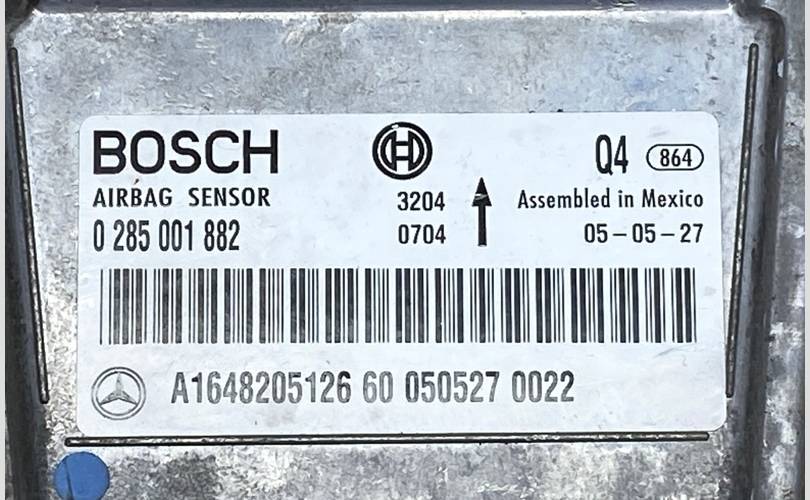 BOSCH
Q4 864
AIRBAG SENSOR 3204 Assembled in Mexico
0 285 001 882 0704 05-05-27
A1648205126 60 050527 0022